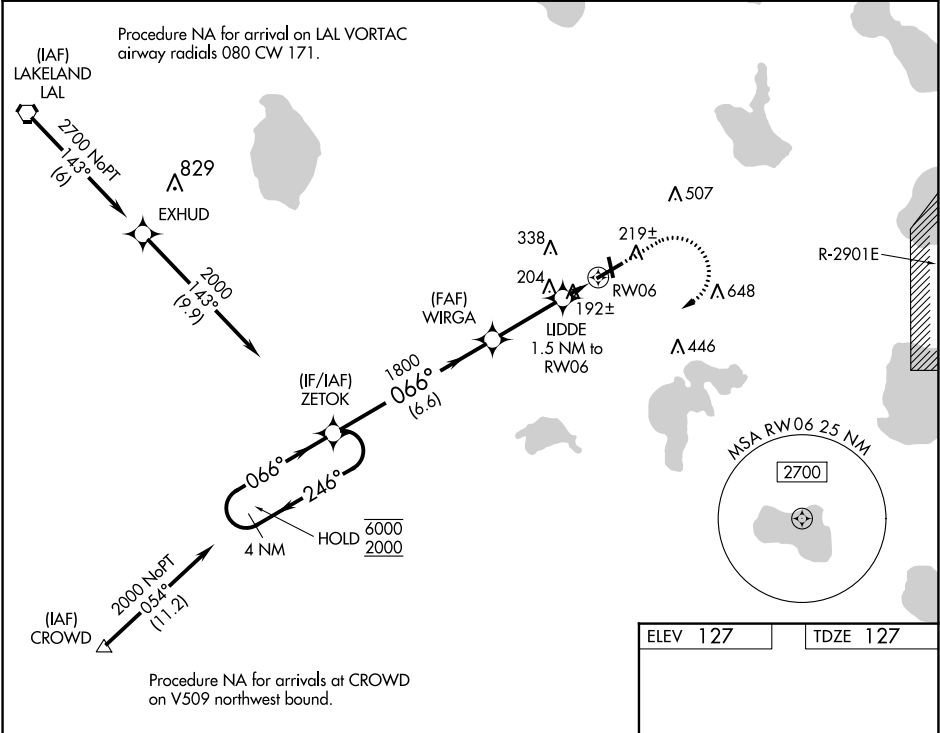 Procedure NA for arrival on LAL VORTAC
airway radials 080 CW 171.
(IAF)
LAKELAND
LAL
2700 NoPT
143°
(6)
829
EXHUD
2000
143°
(9.9)
507
338
219±
204
RW06
192±
648
R-2901E
(FAF)
WIRGA
LIDDE
1.5 NM to
RW06
446
1800
066°
(6.6)
(IF/IAF)
ZETOK
066°
246°
4 NM
HOLD
6000
2000
MSA RW06 25 NM
2700
2000 NoPT
054°
(11.2)
(IAF)
CROWD
Procedure NA for arrivals at CROWD
on V509 northwest bound.
ELEV 127
TDZE 127